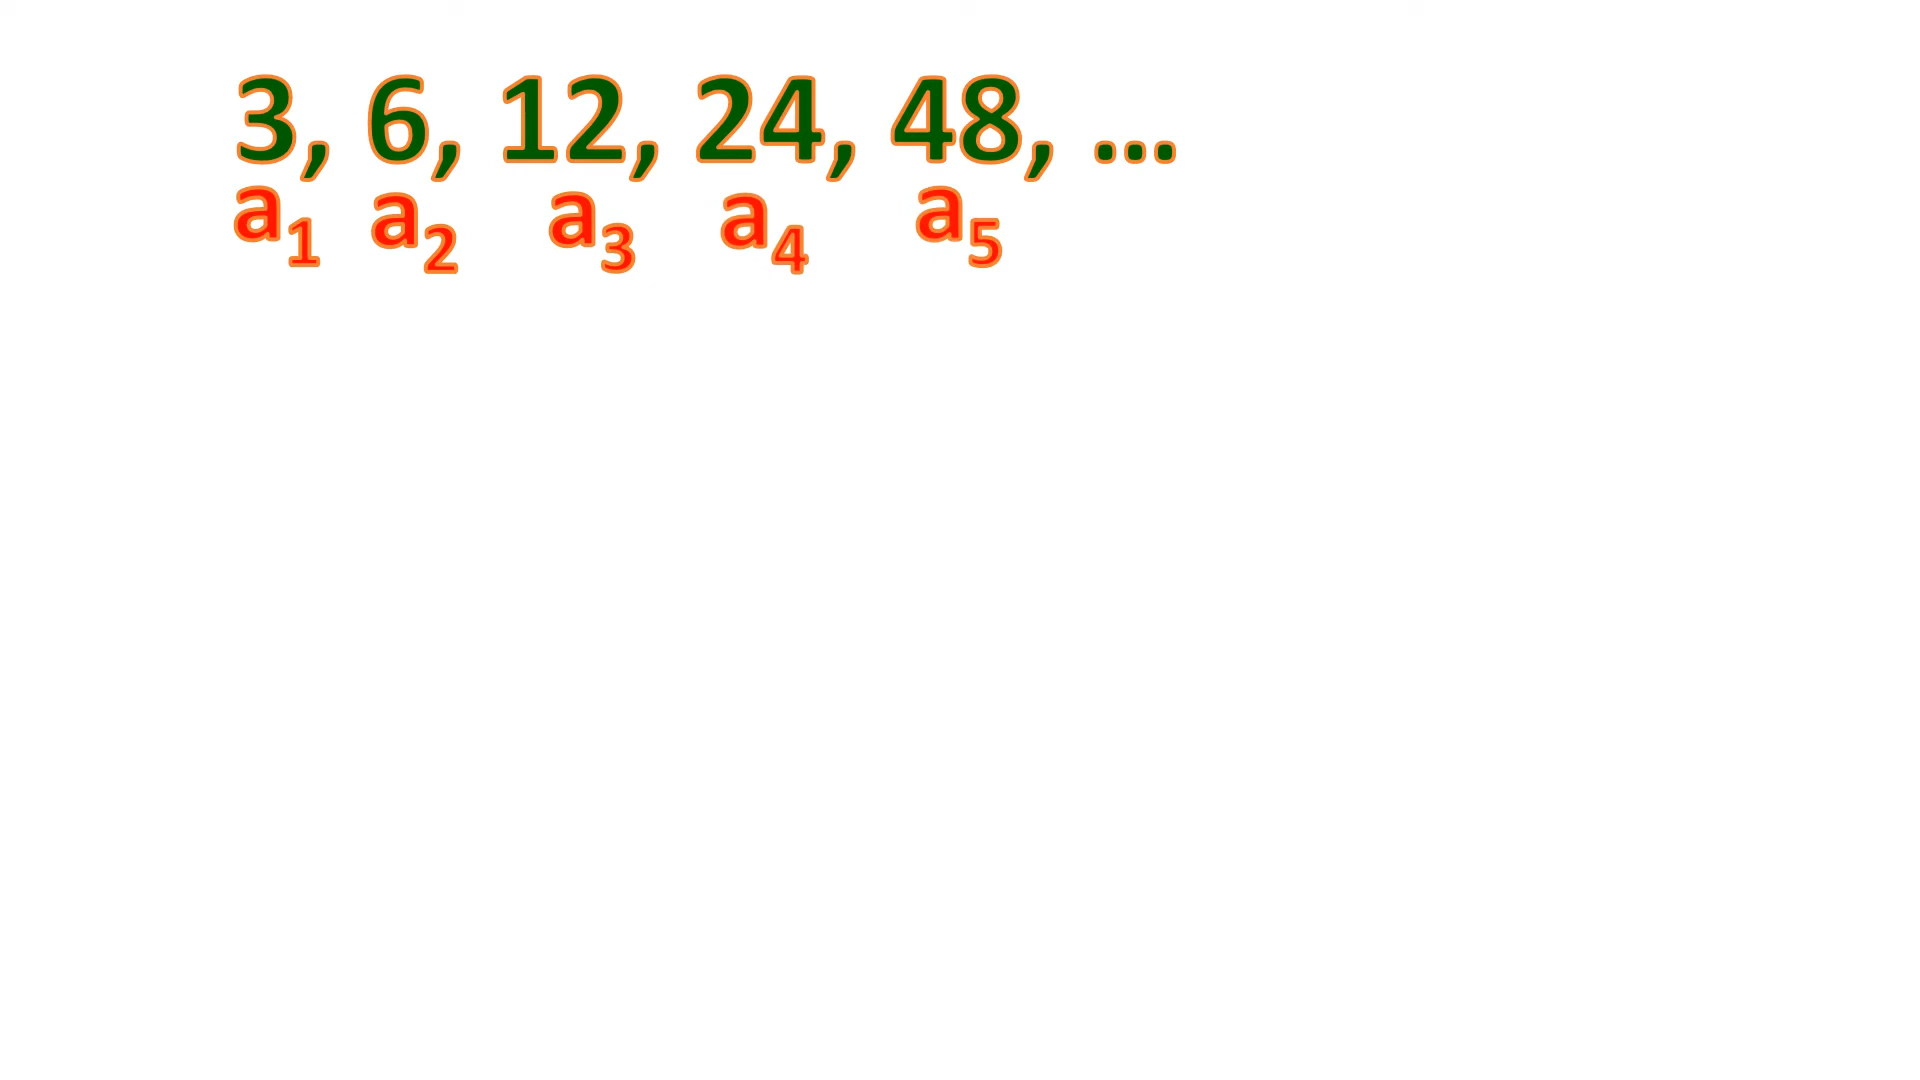 3, 6, 12, 24, 48, ...
a₁ a₂ a₃ a₄ a₅